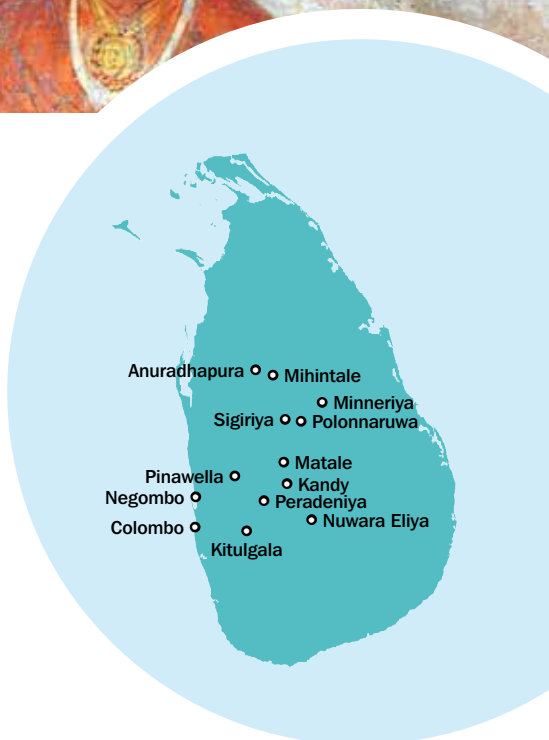 Anuradhapura
Mihintale
Minneriya
Sigiriya
Polonnaruwa
Matale
Pinawella
Kandy
Negombo
Peradeniya
Nuwara Eliya
Colombo
Kitulgala